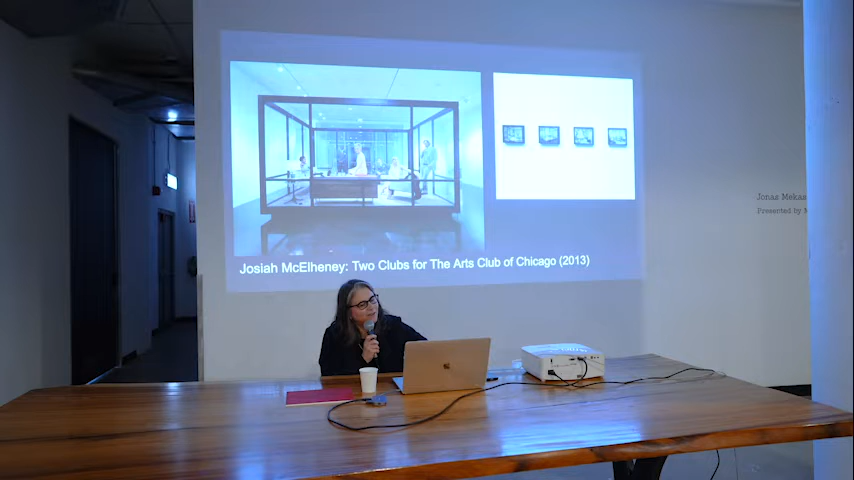 Josiah McElheney: Two Clubs for The Arts Club of Chicago (2013)
Jonas Mekas
Presented by